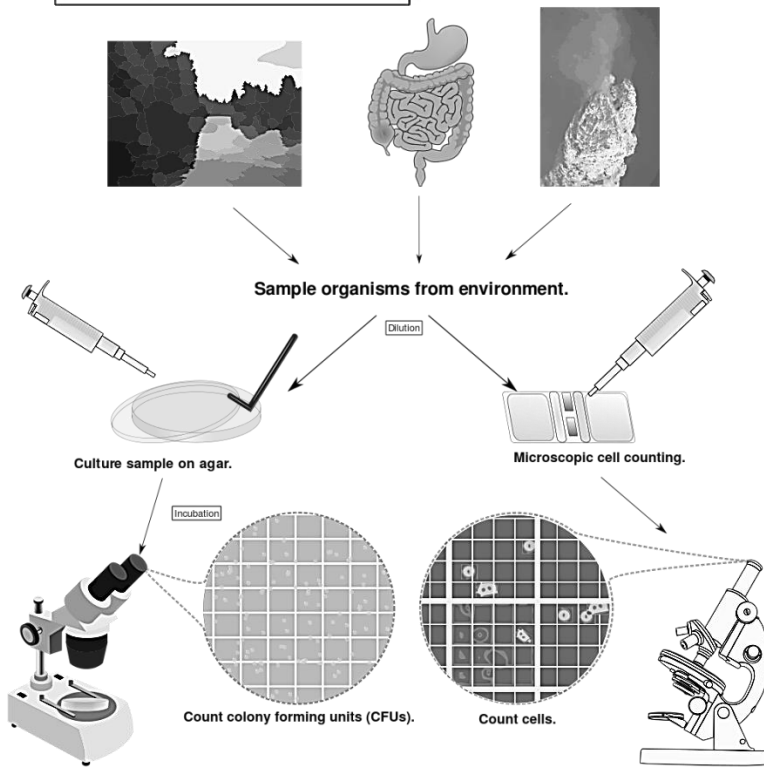 Sample organisms from environment.
Dilution
Culture sample on agar.
Microscopic cell counting.
Incubation
Count colony forming units (CFUs).
Count cells.